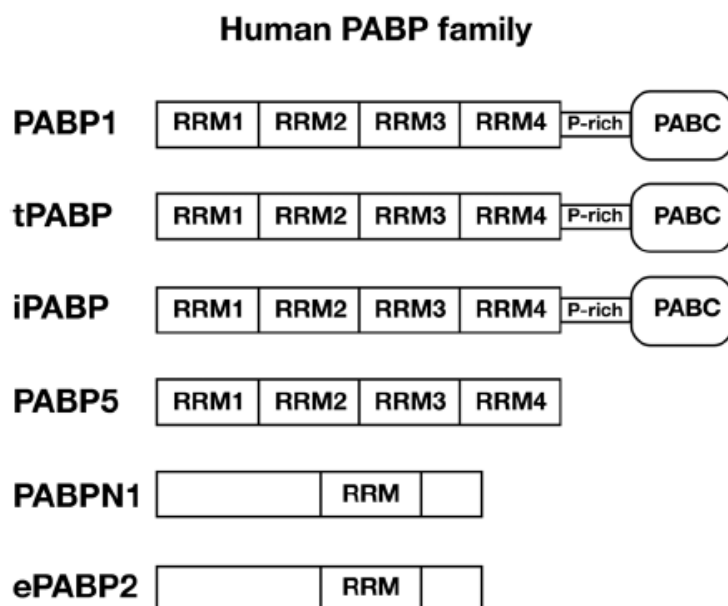 Human PABP family
PABP1 RRM1 RRM2 RRM3 RRM4 P-rich PABC
tPABP RRM1 RRM2 RRM3 RRM4 P-rich PABC
iPABP RRM1 RRM2 RRM3 RRM4 P-rich PABC
PABP5 RRM1 RRM2 RRM3 RRM4
PABPN1 RRM
ePABP2 RRM